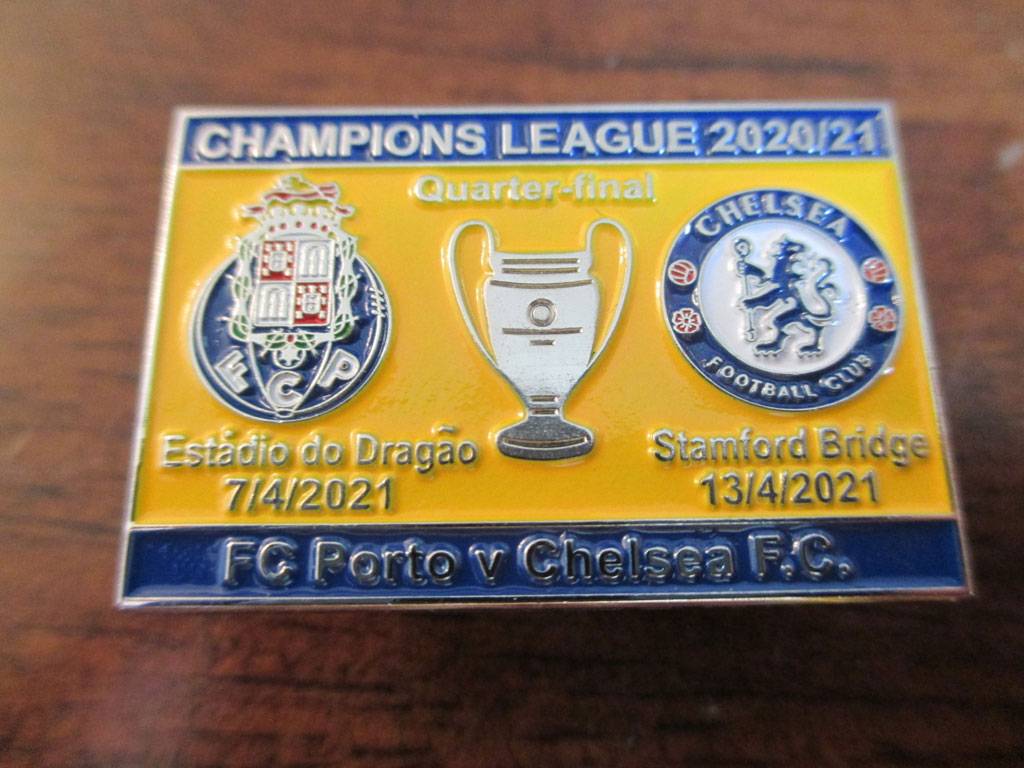 CHAMPIONS LEAGUE 2020/21
Quarter-final
FCP
CHELSEA
FOOTBALL CLUB
Estádio do Dragão
7/4/2021
Stamford Bridge
13/4/2021
FC Porto v Chelsea F.C.